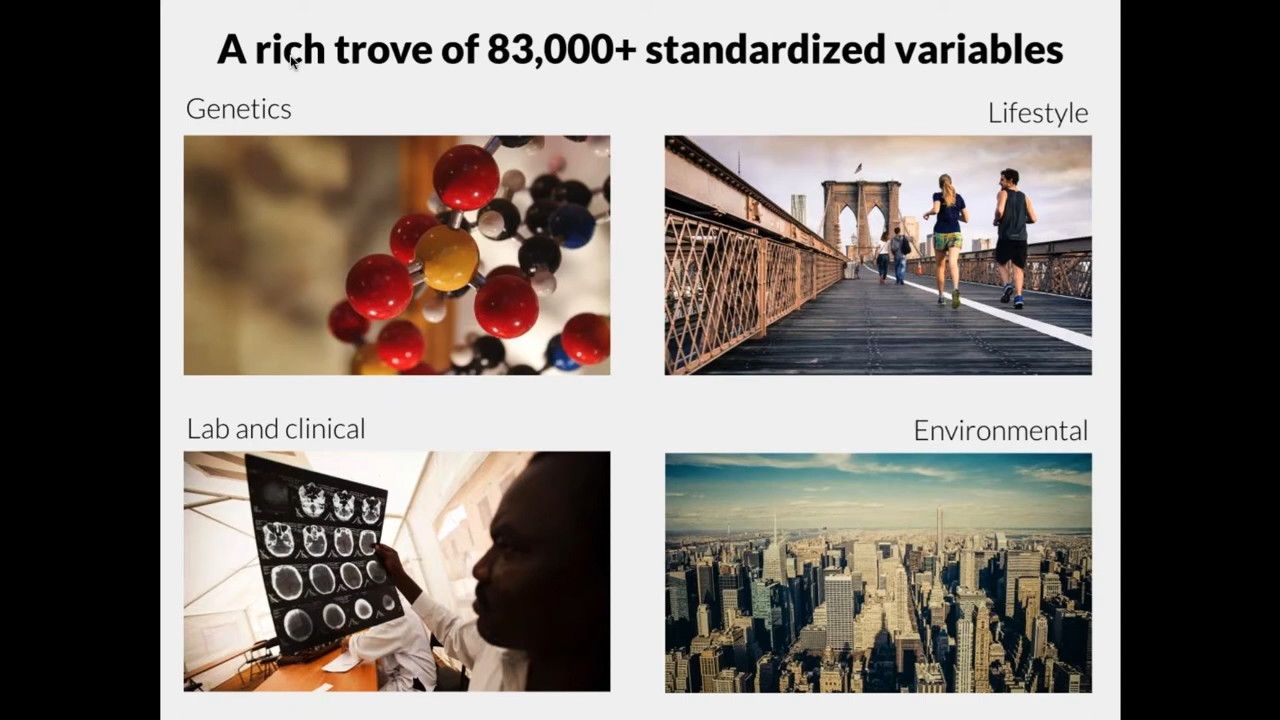 A rich trove of 83,000+ standardized variables
Genetics
Lifestyle
Lab and clinical
Environmental